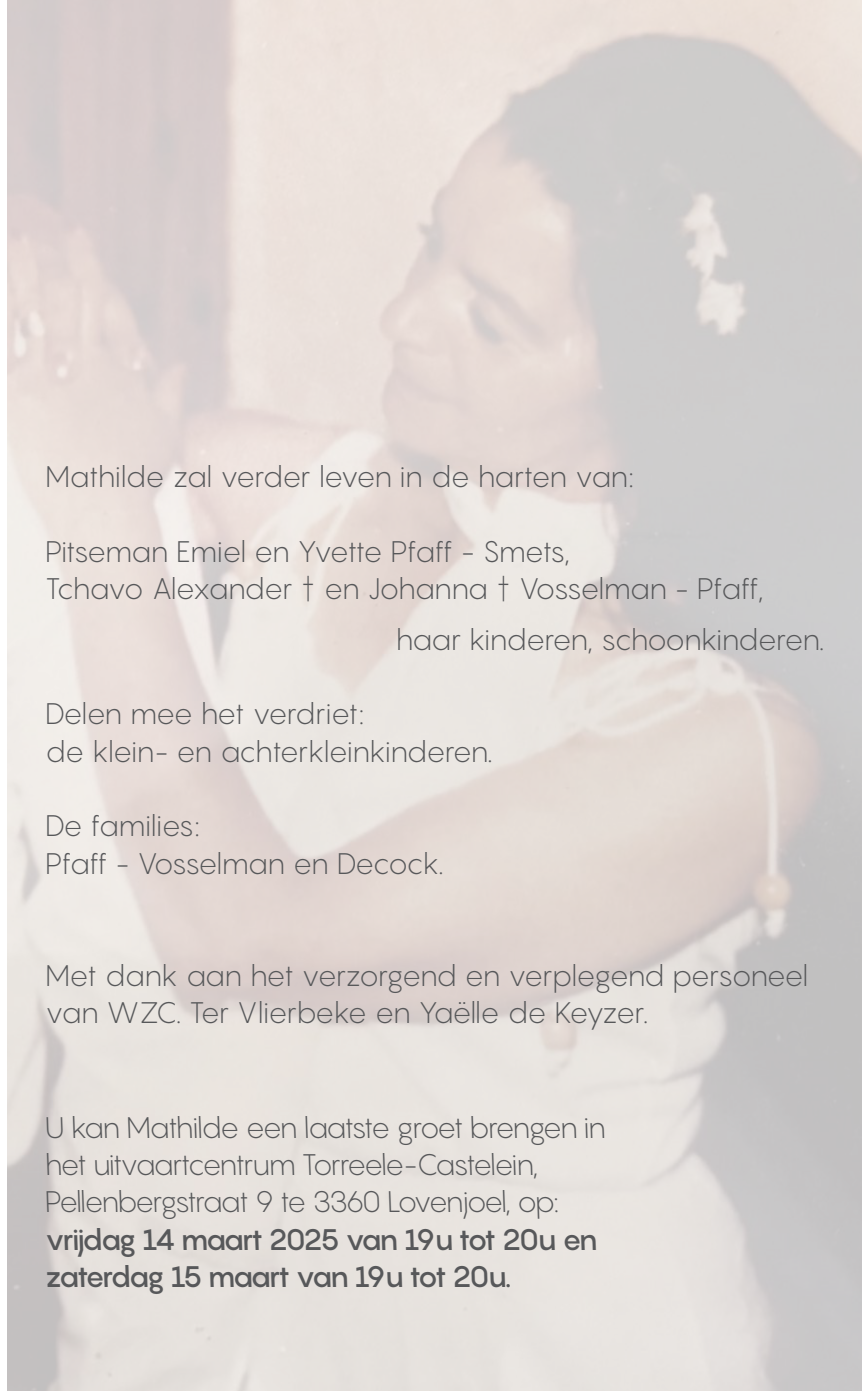 Mathilde zal verder leven in de harten van:
Pitseman Emiel en Yvette Pfaff - Smets,
Tchavo Alexander † en Johanna † Vosselman - Pfaff,
haar kinderen, schoonkinderen.
Delen mee het verdriet:
de klein- en achterkleinkinderen.
De families:
Pfaff - Vosselman en Decock.
Met dank aan het verzorgend en verplegend personeel
van WZC. Ter Vlierbeke en Yaëlle de Keyzer.
U kan Mathilde een laatste groet brengen in
het uitvaartcentrum Torreele-Castelein,
Pellenbergstraat 9 te 3360 Lovenjoel, op:
vrijdag 14 maart 2025 van 19u tot 20u en
zaterdag 15 maart van 19u tot 20u.